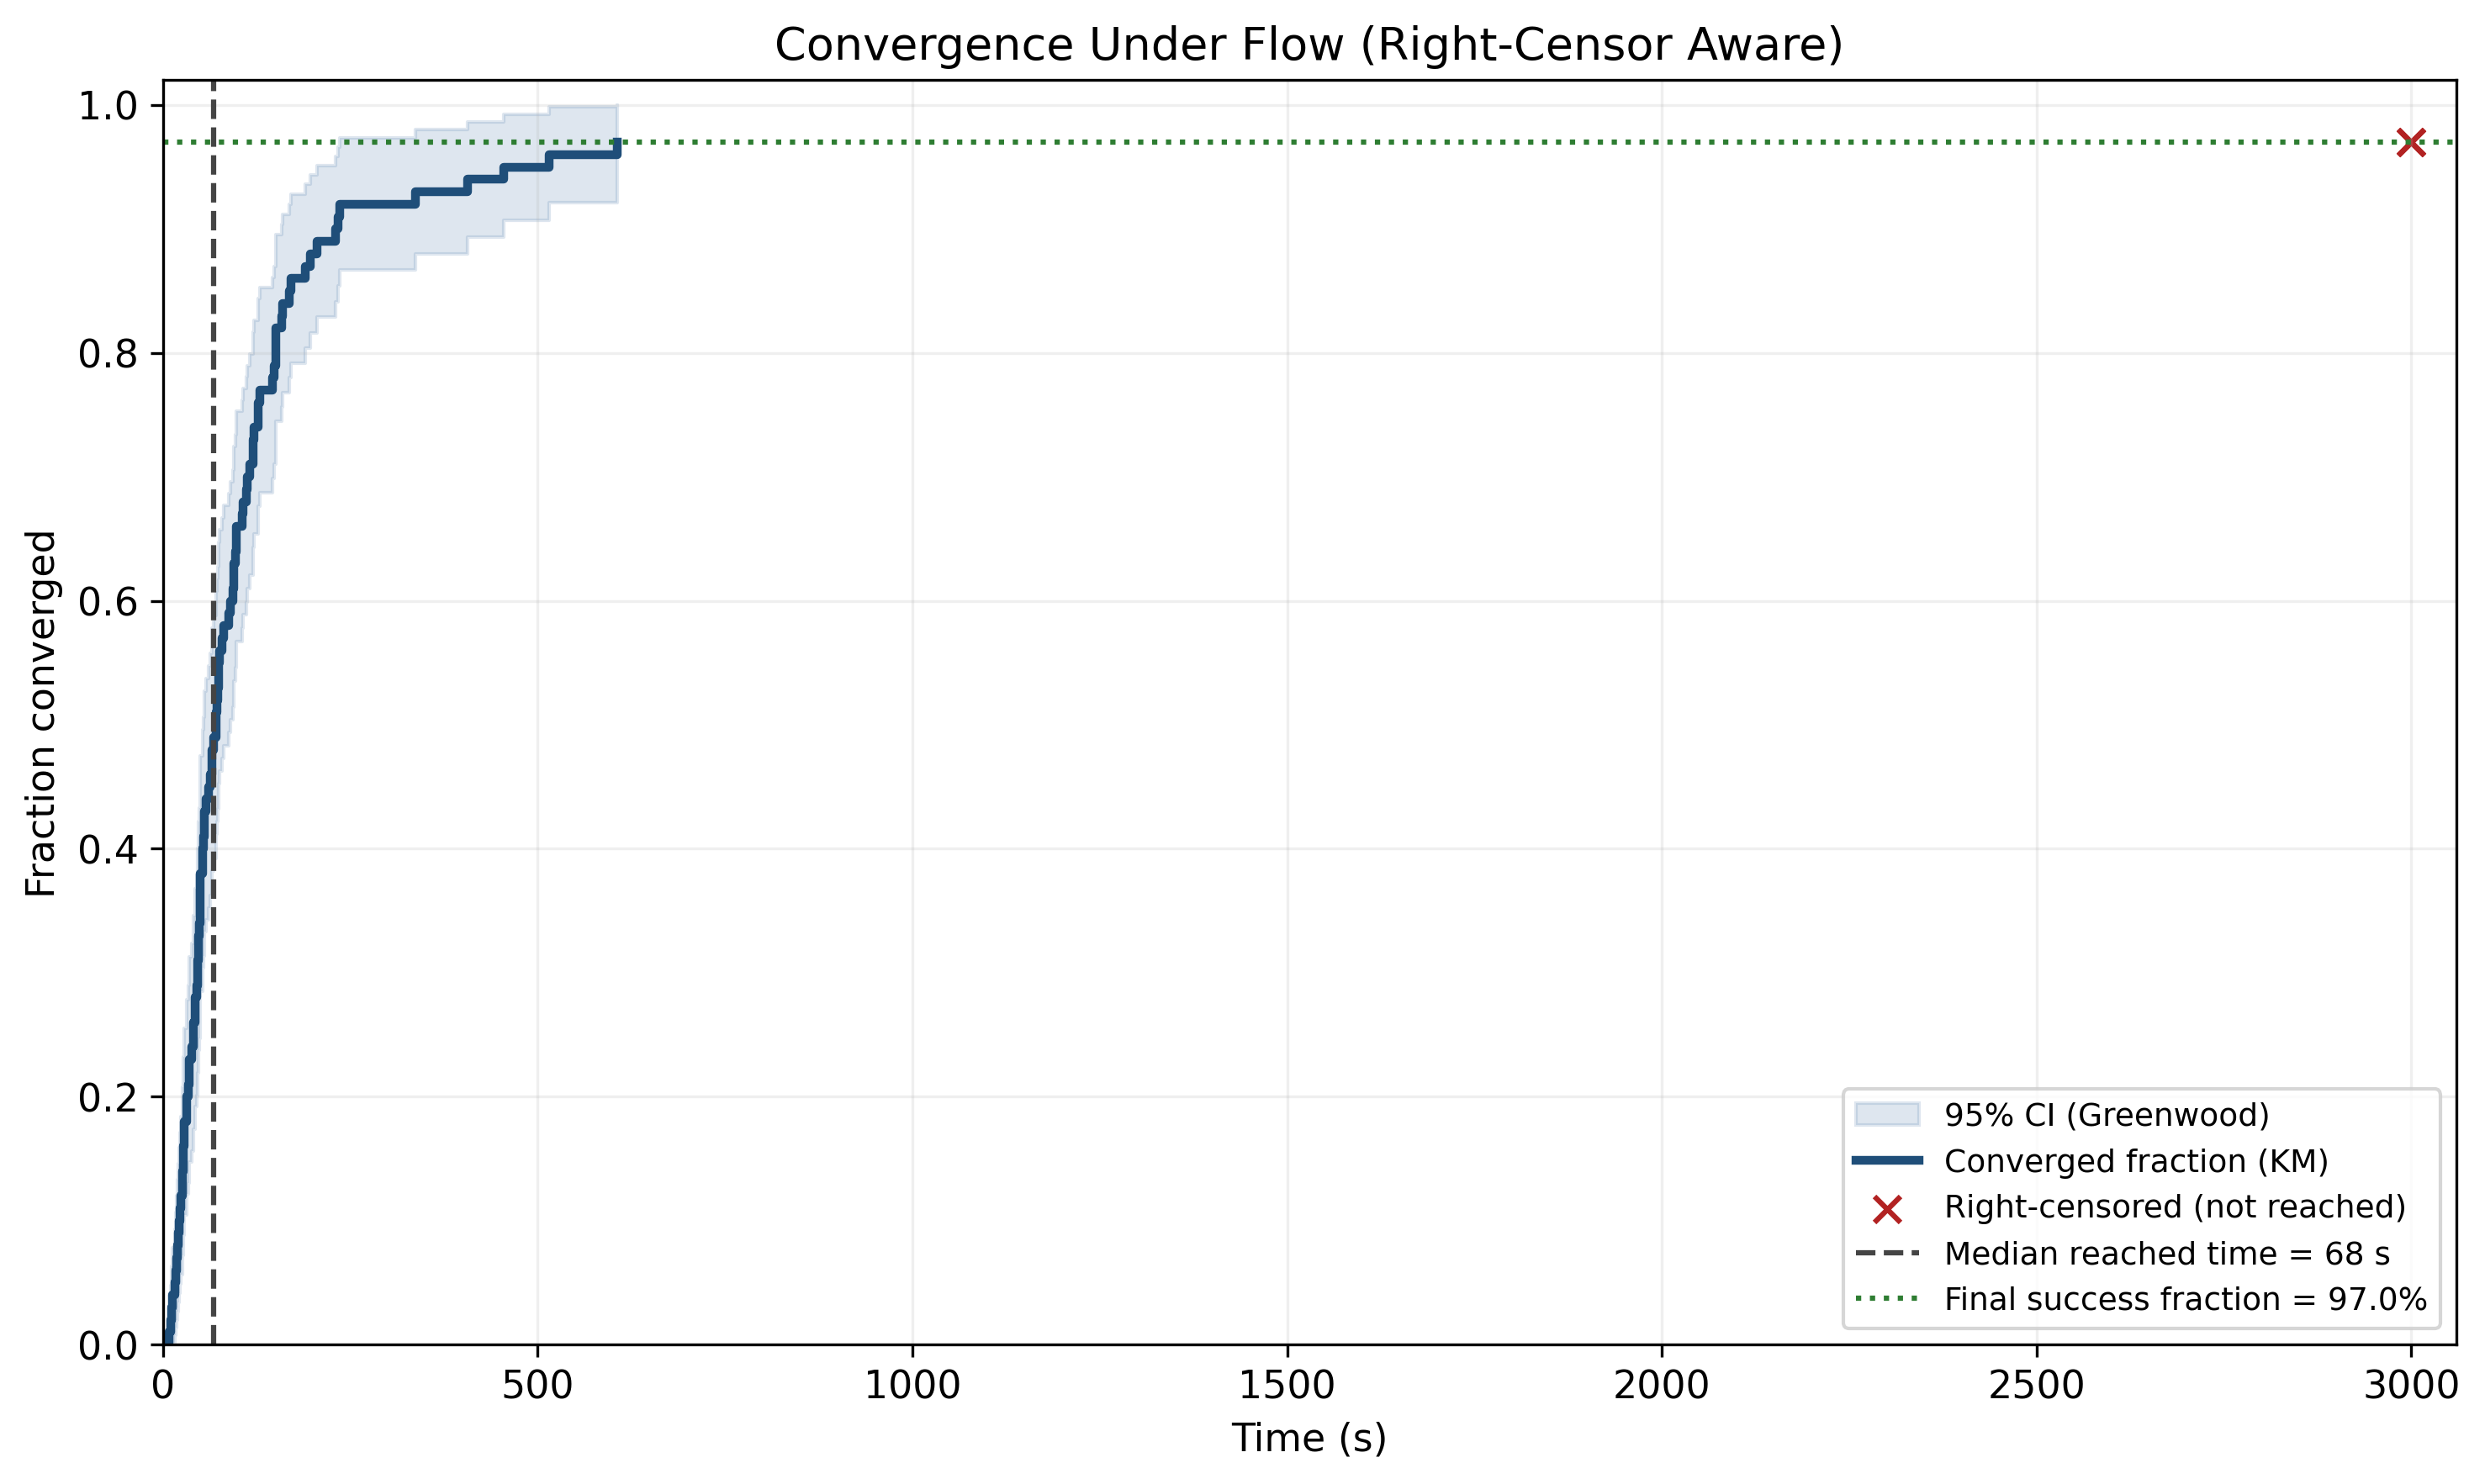 Convergence Under Flow (Right-Censor Aware)
Fraction converged
1.0
0.8
0.6
0.4
0.2
0.0
0 500 1000 1500 2000 2500 3000
Time (s)
95% CI (Greenwood)
Converged fraction (KM)
Right-censored (not reached)
Median reached time = 68 s
Final success fraction = 97.0%